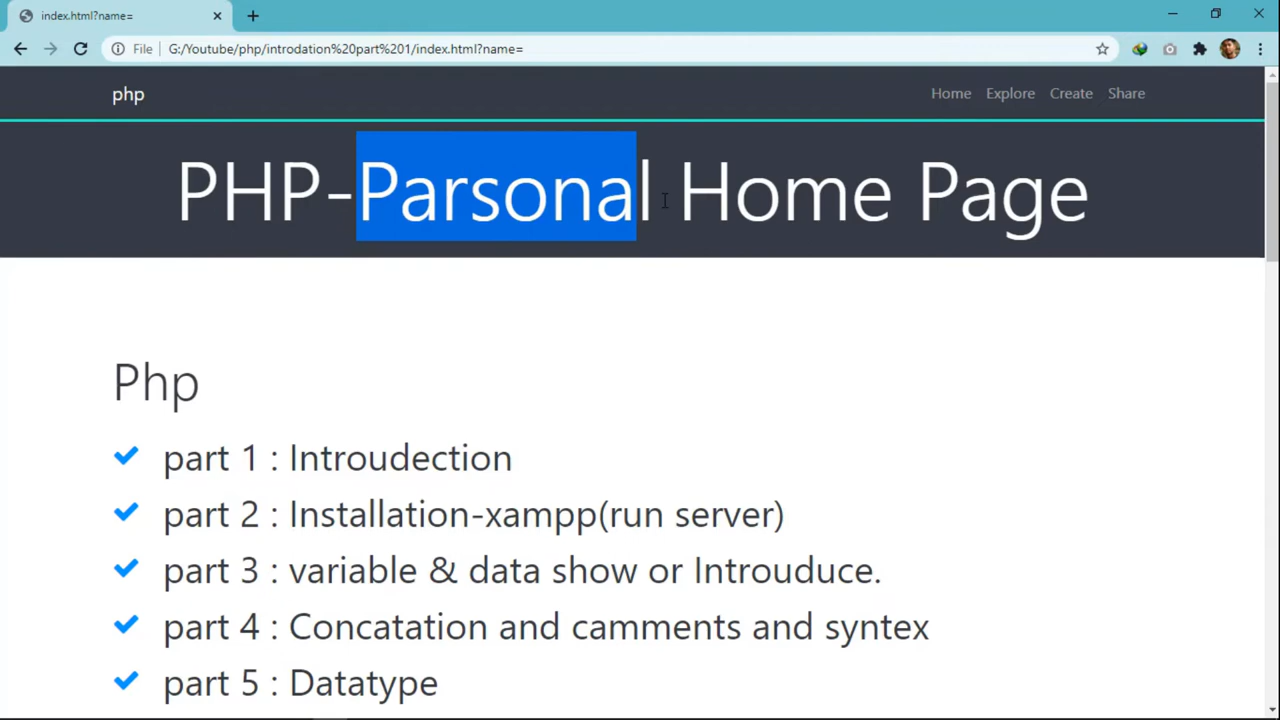 index.html?name=
File G:/Youtube/php/introdation%20part%201/index.html?name=
php Home Explore Create Share
PHP-Parsonal Home Page
Php
part 1 : Introudection
part 2 : Installation-xampp(run server)
part 3 : variable & data show or Introuduce.
part 4 : Concatation and camments and syntex
part 5 : Datatype